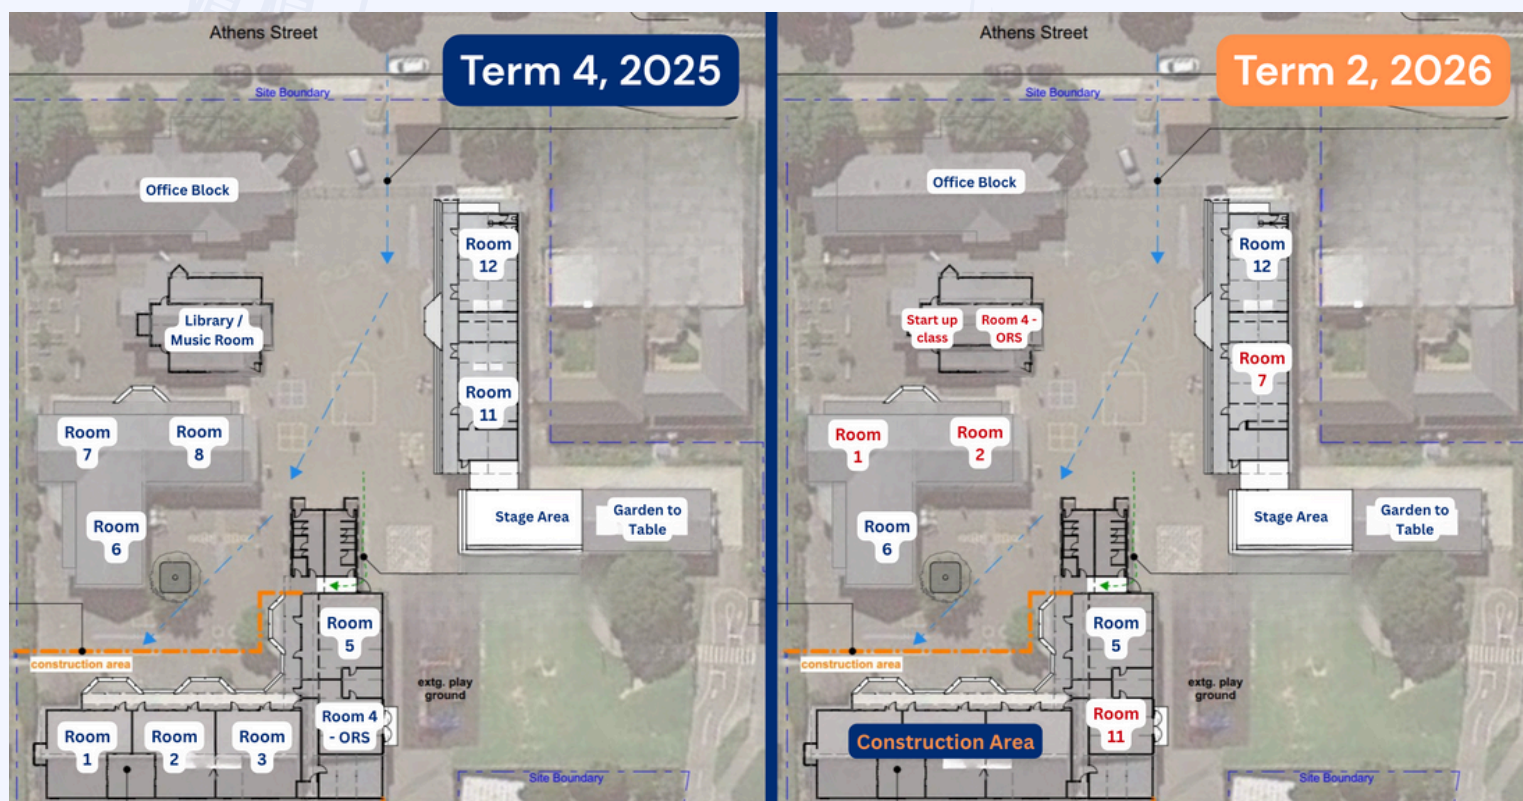 Athens Street
Term 4, 2025
Site Boundary
Office Block
Room
12
Library /
Music Room
Room
11
Room
7
Room
8
Stage Area
Garden to
Table
Room
6
Room
5
construction area
extg. play
ground
Room 4
- ORS
Room
1
Room
2
Room
3
Site Boundary
Athens Street
Term 2, 2026
Site Boundary
Office Block
Room
12
Start up
class
Room 4 -
ORS
Room
7
Room
1
Room
2
Stage Area
Garden to
Table
Room
6
Room
5
construction area
extg. play
ground
Room
11
Construction Area
Site Boundary